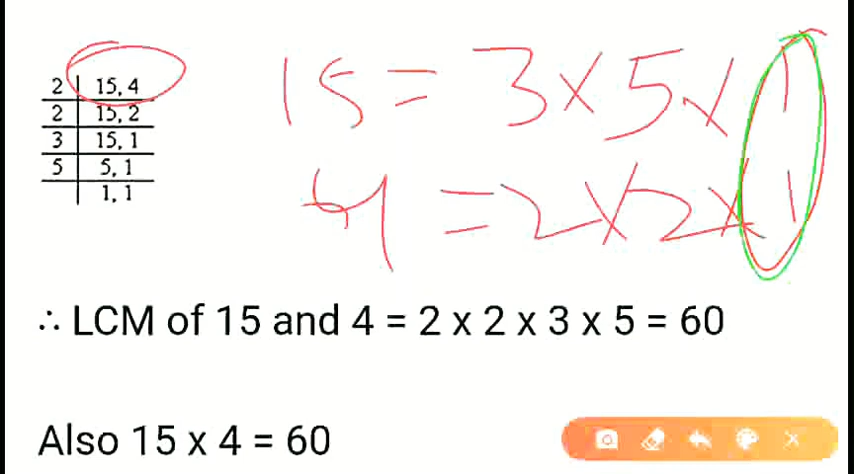 2 | 15, 4
2 | 15, 2
3 | 15, 1
5 | 5, 1
1, 1
15 = 3 x 5 x 1
4 = 2 x 2 x 1
∴ LCM of 15 and 4 = 2 x 2 x 3 x 5 = 60
Also 15 x 4 = 60